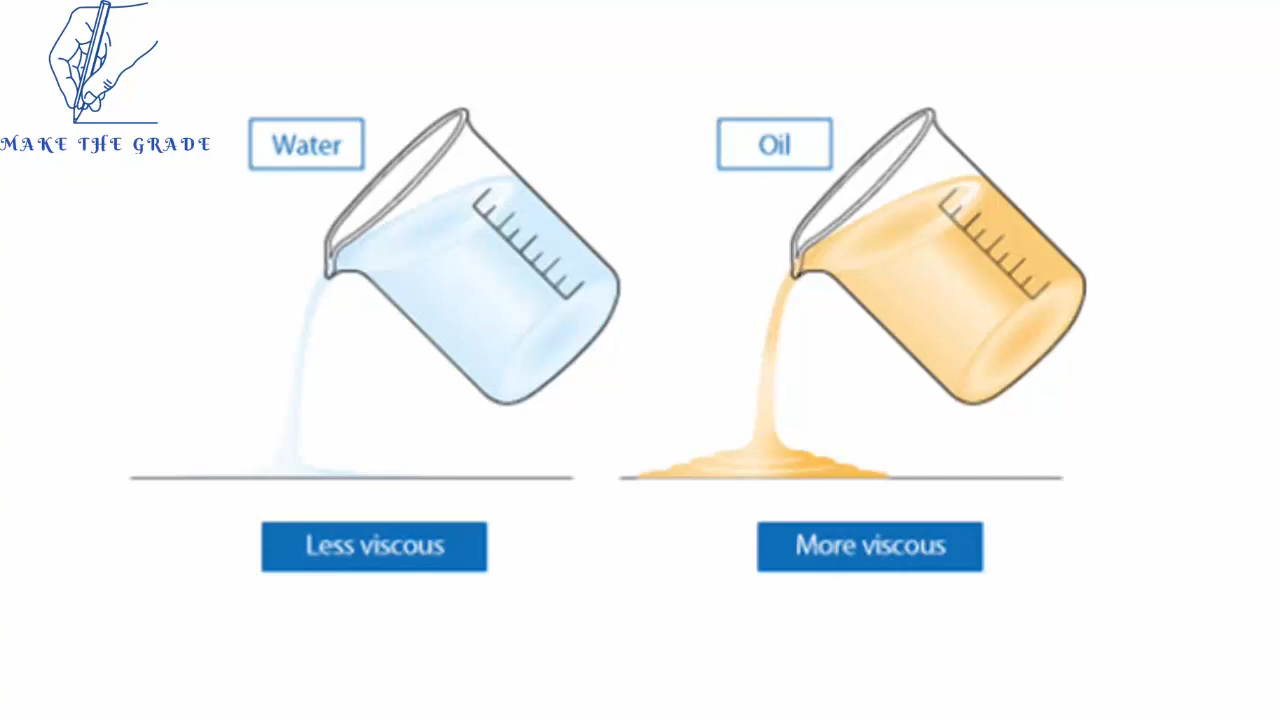 MAKE THE GRADE
Water
Oil
Less viscous
More viscous